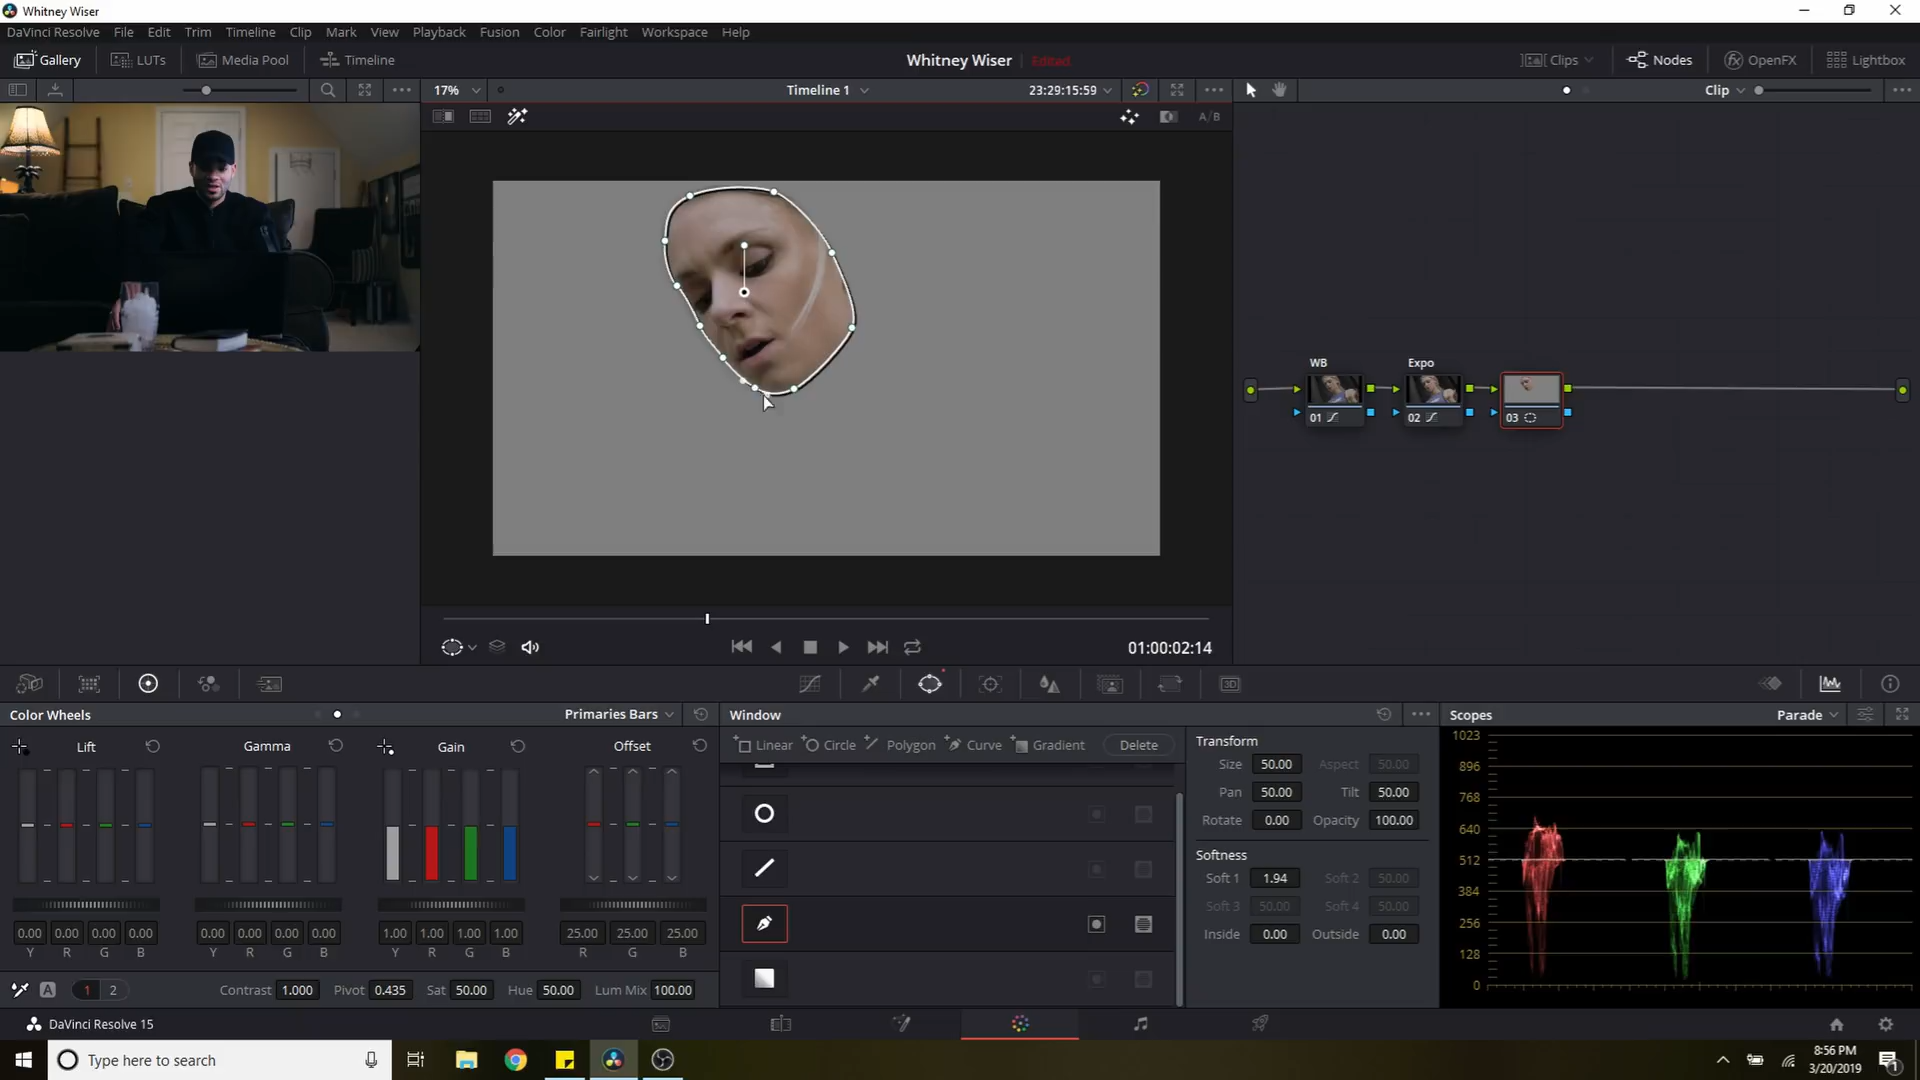 Whitney Wiser
DaVinci Resolve File Edit Trim Timeline Clip Mark View Playback Fusion Color Fairlight Workspace Help
Gallery LUTs Media Pool Timeline Whitney Wiser Edited Clips Nodes OpenFX Lightbox
17% Timeline 1 23:29:15:59 Clip
A/B
WB Expo
01 02 03
01:00:02:14
Color Wheels Primaries Bars Window Scopes Parade
Lift Gamma Gain Offset
Linear Circle Polygon Curve Gradient Delete
Transform
Size 50.00 Aspect 50.00
Pan 50.00 Tilt 50.00
Rotate 0.00 Opacity 100.00
Softness
Soft 1 1.94 Soft 2 50.00
Soft 3 50.00 Soft 4 50.00
Inside 0.00 Outside 0.00
1023
896
768
640
512
384
256
128
0
0.00 0.00 0.00 0.00 0.00 0.00 0.00 0.00 1.00 1.00 1.00 1.00 25.00 25.00 25.00
Y R G B Y R G B Y R G B R G B
A 1 2 Contrast 1.000 Pivot 0.435 Sat 50.00 Hue 50.00 Lum Mix 100.00
DaVinci Resolve 15
Type here to search
8:56 PM
3/20/2019
1